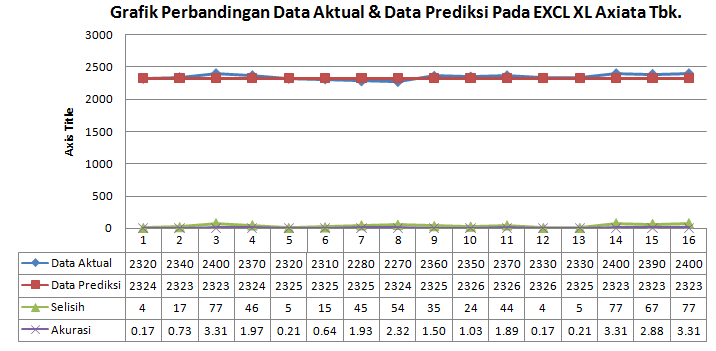 Grafik Perbandingan Data Aktual & Data Prediksi Pada EXCL XL Axiata Tbk.
3000
2500
2000
1500
1000
500
0
Axis Title
1 2 3 4 5 6 7 8 9 10 11 12 13 14 15 16
Data Aktual 2320 2340 2400 2370 2320 2310 2280 2270 2360 2350 2370 2330 2330 2400 2390 2400
Data Prediksi 2324 2323 2323 2324 2325 2325 2325 2324 2325 2326 2326 2326 2325 2323 2323 2323
Selisih 4 17 77 46 5 15 45 54 35 24 44 4 5 77 67 77
Akurasi 0.17 0.73 3.31 1.97 0.21 0.64 1.93 2.32 1.50 1.03 1.89 0.17 0.21 3.31 2.88 3.31